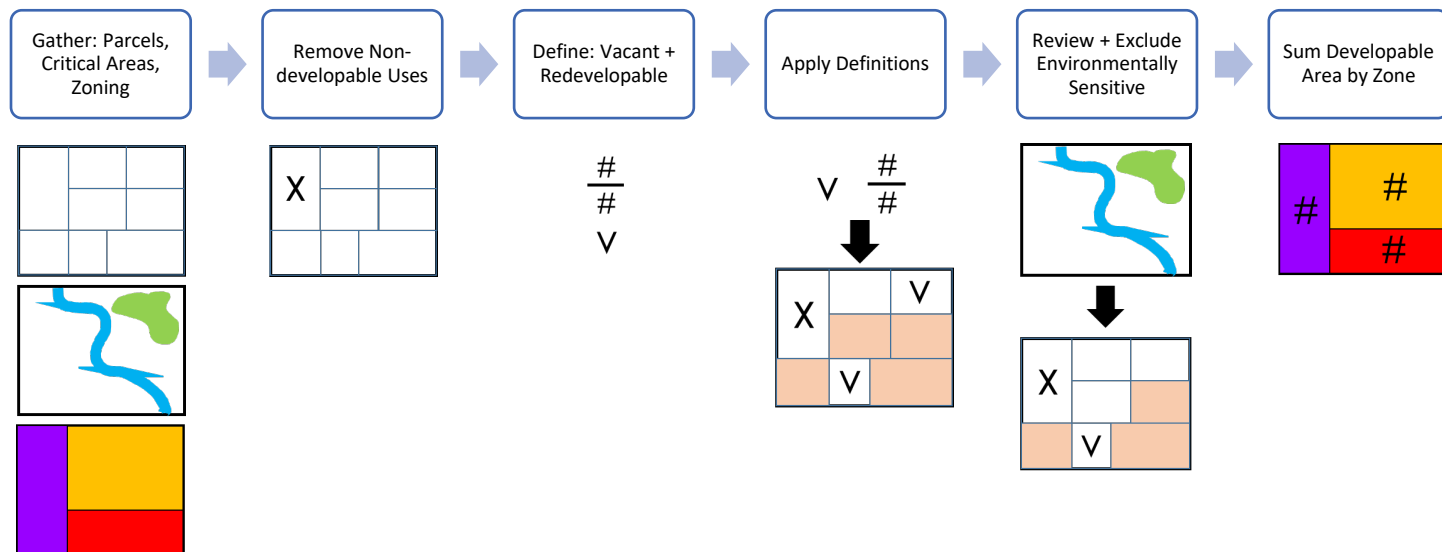 Gather: Parcels,
Critical Areas,
Zoning
Remove Non-
developable Uses
Define: Vacant +
Redevelopable
Apply Definitions
Review + Exclude
Environmentally
Sensitive
Sum Developable
Area by Zone
X
#
#
V
V
#
#
X
V
V
X
V
#
#
#